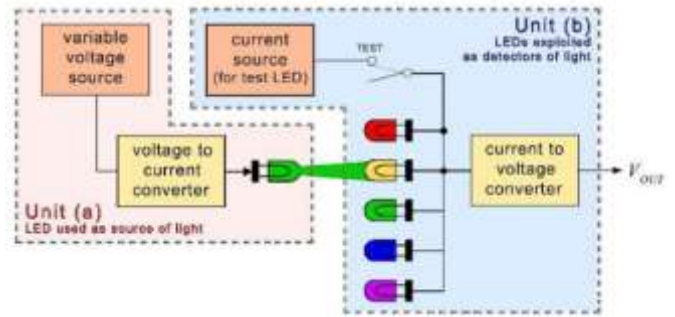 variable
voltage
source
current
source
(for test LED)
TEST
Unit (b)
LEDs exploited
as detectors of light
voltage to
current
converter
current to
voltage
converter
V_OUT
Unit (a)
LED used as source of light